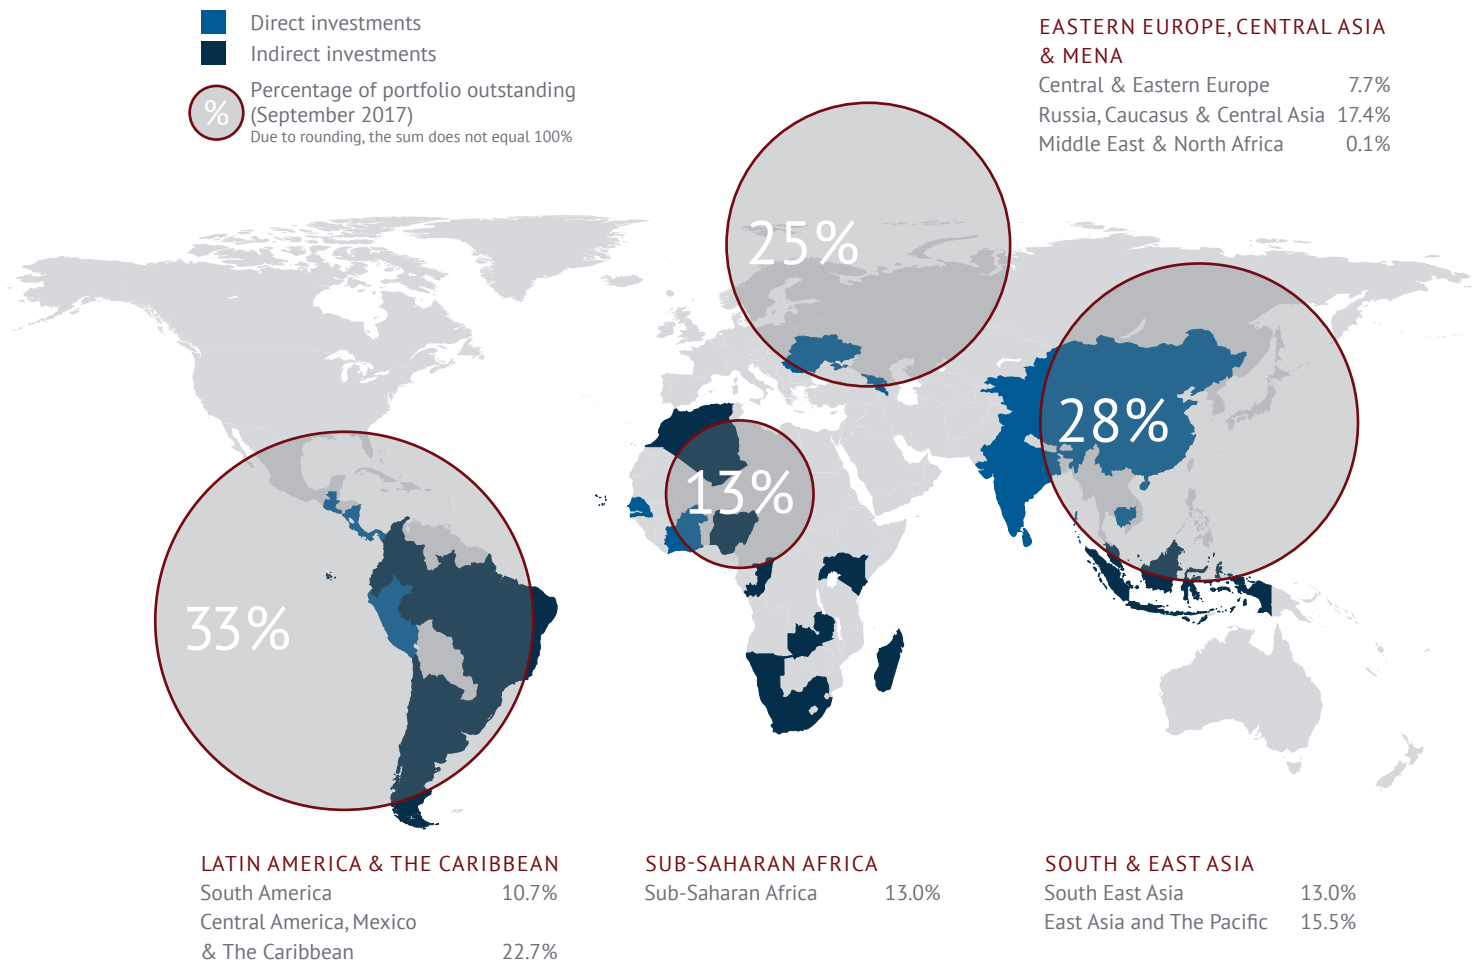 Direct investments
Indirect investments
%
Percentage of portfolio outstanding
(September 2017)
Due to rounding, the sum does not equal 100%
EASTERN EUROPE, CENTRAL ASIA
& MENA
Central & Eastern Europe 7.7%
Russia, Caucasus & Central Asia 17.4%
Middle East & North Africa 0.1%
25%
28%
13%
33%
LATIN AMERICA & THE CARIBBEAN
South America 10.7%
Central America, Mexico
& The Caribbean 22.7%
SUB-SAHARAN AFRICA
Sub-Saharan Africa 13.0%
SOUTH & EAST ASIA
South East Asia 13.0%
East Asia and The Pacific 15.5%